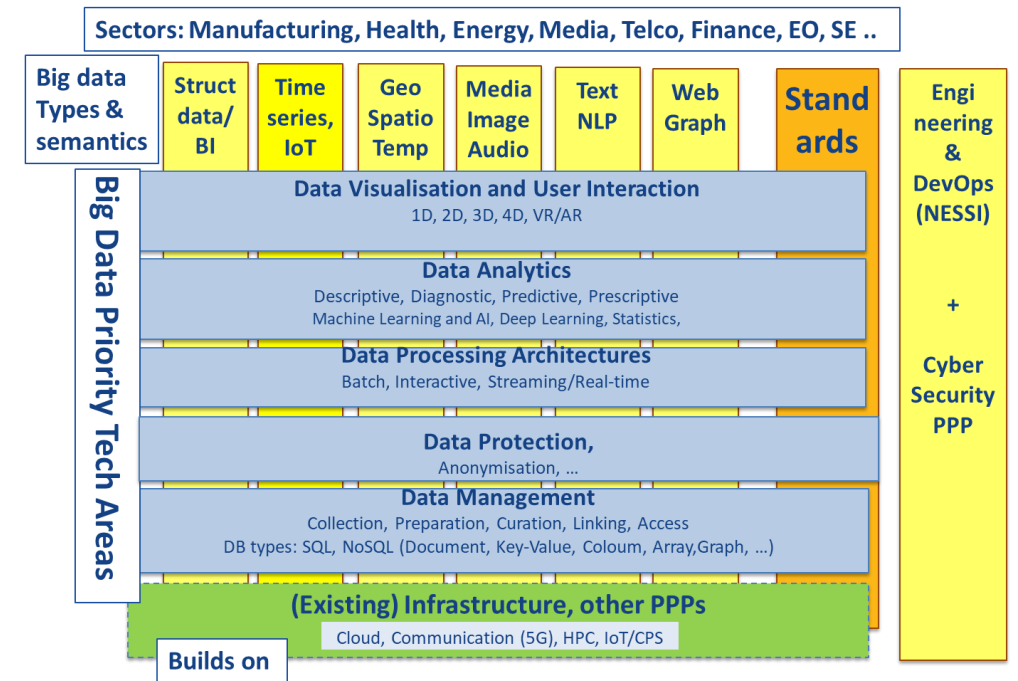 Sectors: Manufacturing, Health, Energy, Media, Telco, Finance, EO, SE ..
Big data
Types &
semantics
Struct
data/
BI
Time
series,
IoT
Geo
Spatio
Temp
Media
Image
Audio
Text
NLP
Web
Graph
Stand
ards
Engi
neering
&
DevOps
(NESSI)
+
Cyber
Security
PPP
Big Data Priority Tech Areas
Data Visualisation and User Interaction
1D, 2D, 3D, 4D, VR/AR
Data Analytics
Descriptive, Diagnostic, Predictive, Prescriptive
Machine Learning and AI, Deep Learning, Statistics,
Data Processing Architectures
Batch, Interactive, Streaming/Real-time
Data Protection,
Anonymisation, ...
Data Management
Collection, Preparation, Curation, Linking, Access
DB types: SQL, NoSQL (Document, Key-Value, Coloum, Array,Graph, ...)
(Existing) Infrastructure, other PPPs
Cloud, Communication (5G), HPC, IoT/CPS
Builds on